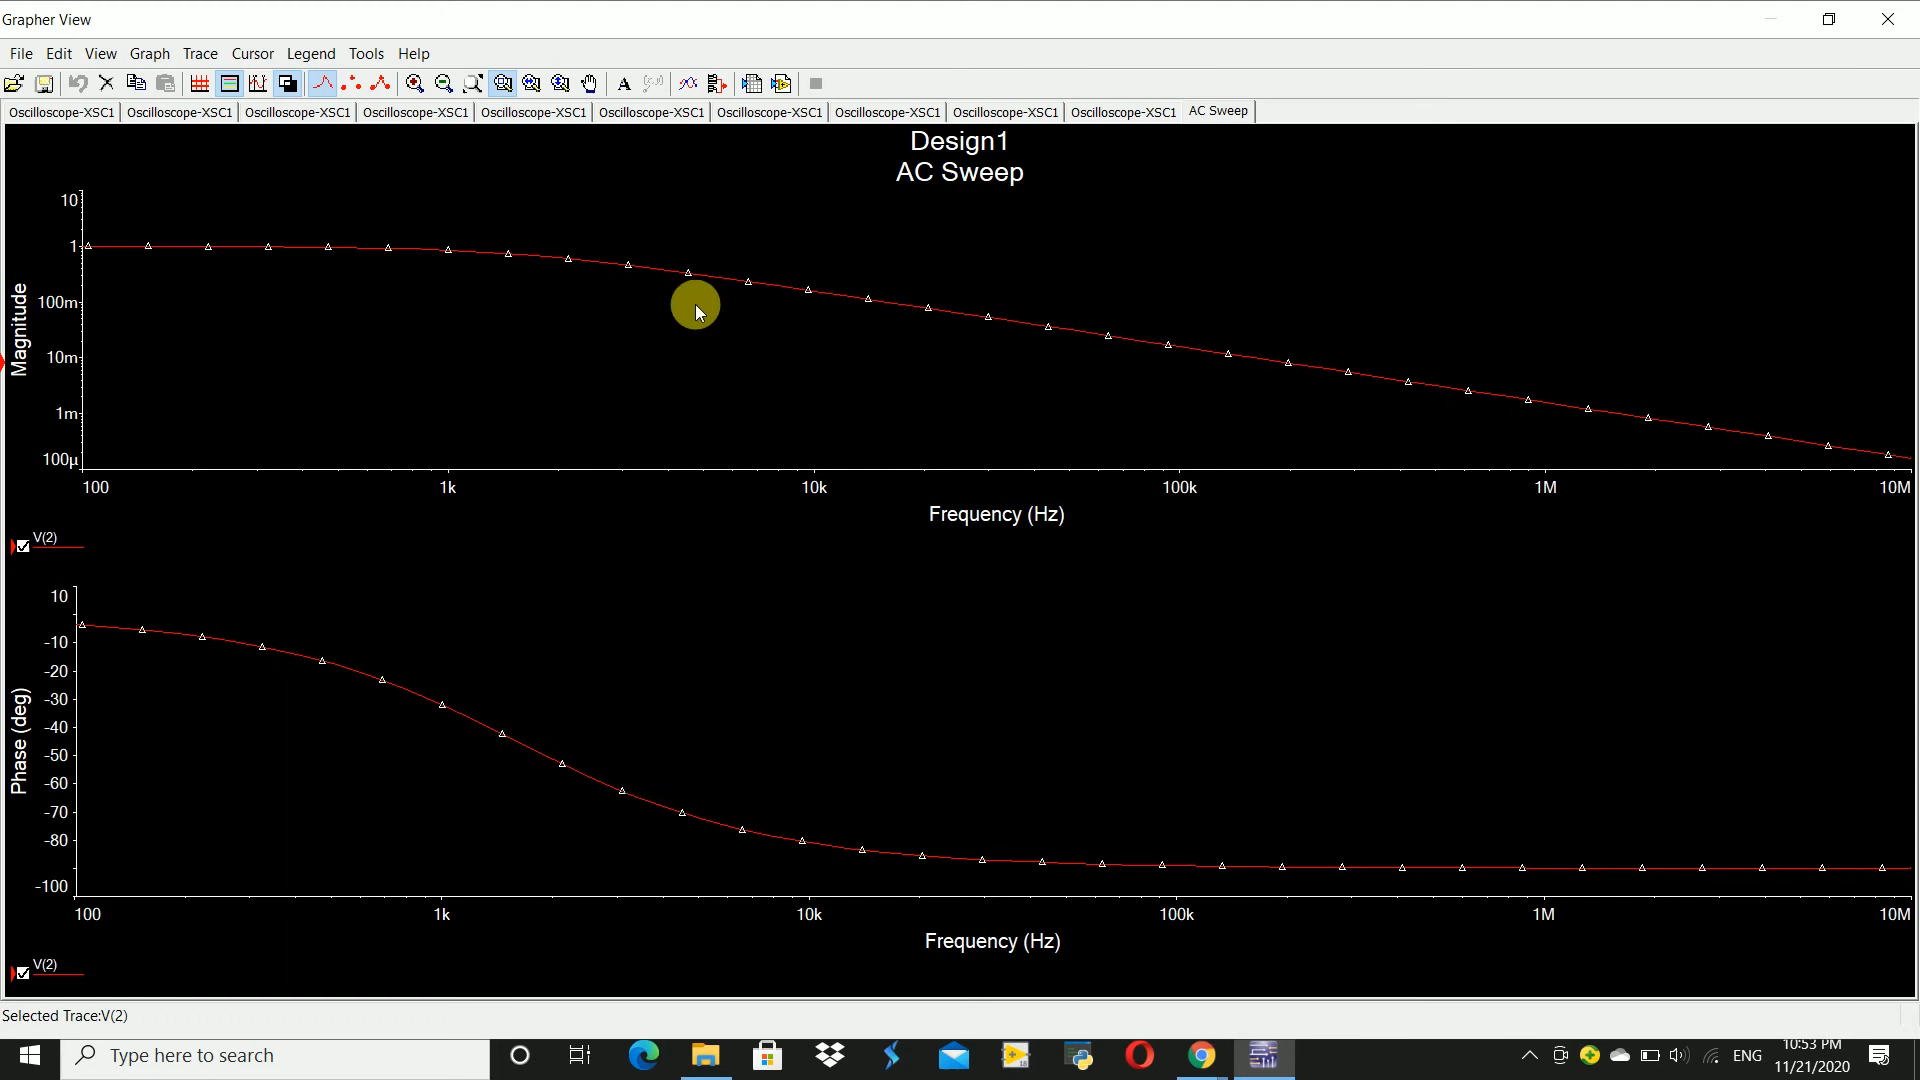 Grapher View
File Edit View Graph Trace Cursor Legend Tools Help
Oscilloscope-XSC1 Oscilloscope-XSC1 Oscilloscope-XSC1 Oscilloscope-XSC1 Oscilloscope-XSC1 Oscilloscope-XSC1 Oscilloscope-XSC1 Oscilloscope-XSC1 Oscilloscope-XSC1 Oscilloscope-XSC1 AC Sweep
Design1
AC Sweep
10
1
100m
10m
1m
100µ
Magnitude
100 1k 10k 100k 1M 10M
Frequency (Hz)
V(2)
10
-10
-20
-30
-40
-50
-60
-70
-80
-100
Phase (deg)
100 1k 10k 100k 1M 10M
Frequency (Hz)
V(2)
Selected Trace:V(2)
Type here to search
ENG
10:53 PM
11/21/2020